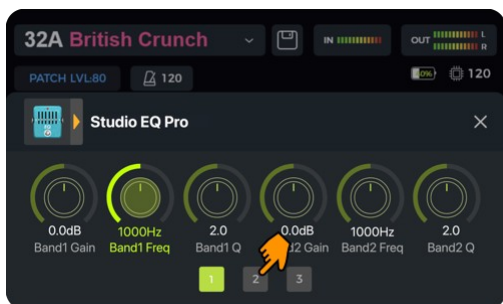 32A British Crunch
IN
OUT
L
R
PATCH LVL:80
120
0%
120
Studio EQ Pro
0.0dB
1000Hz
2.0
0.0dB
1000Hz
2.0
Band1 Gain
Band1 Freq
Band1 Q
d2 Gain
Band2 Freq
Band2 Q
1
2
3